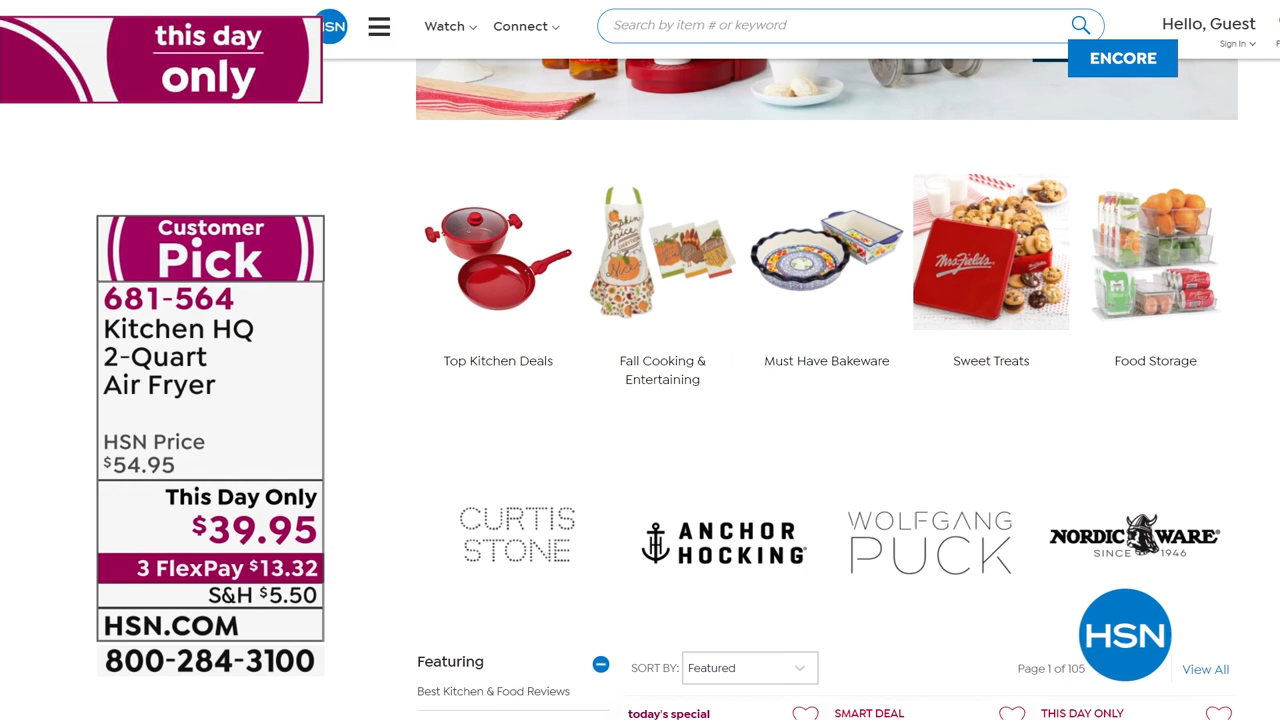 this day
only
Customer
Pick
681-564
Kitchen HQ
2-Quart
Air Fryer
HSN Price
$54.95
This Day Only
$39.95
3 FlexPay $13.32
S&H $5.50
HSN.COM
800-284-3100
HSN
Watch
Connect
Search by item # or keyword
Hello, Guest
Sign In
ENCORE
Mrs. Fields
Top Kitchen Deals
Fall Cooking &
Entertaining
Must Have Bakeware
Sweet Treats
Food Storage
CURTIS
STONE
ANCHOR
HOCKING
WOLFGANG
PUCK
NORDIC WARE
SINCE 1946
HSN
Featuring
Best Kitchen & Food Reviews
SORT BY:
Featured
Page 1 of 105
View All
today's special
SMART DEAL
THIS DAY ONLY